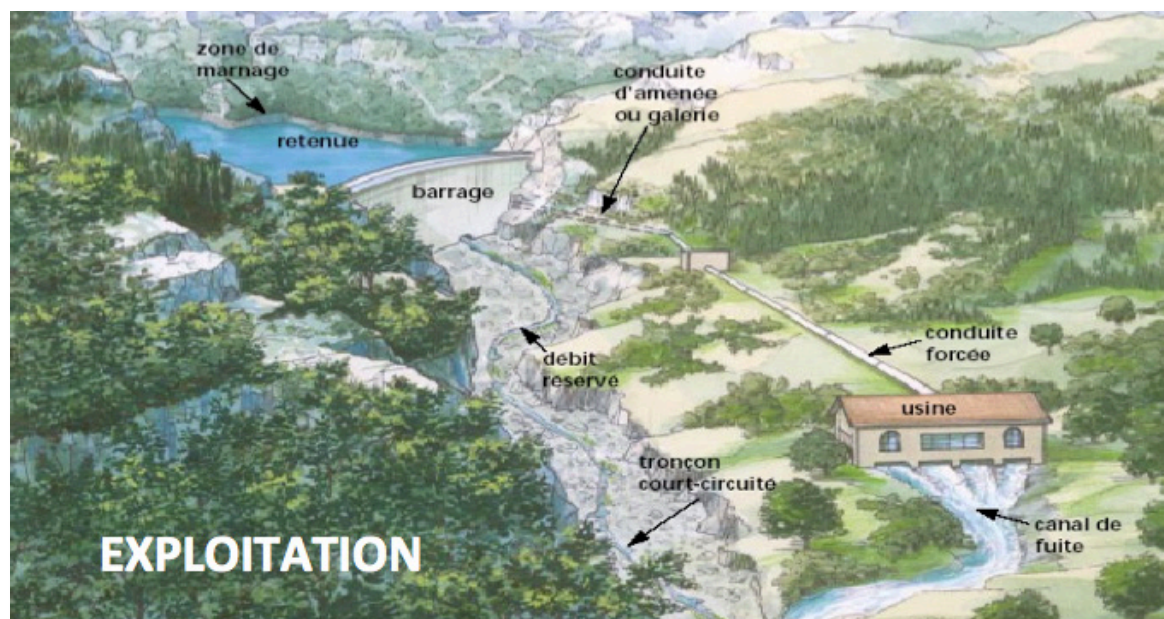 zone de
marnage
conduite
d'amenée
ou galerie
retenue
barrage
conduite
forcée
débit
réservé
usine
tronçon
court-circuité
canal de
fuite
EXPLOITATION